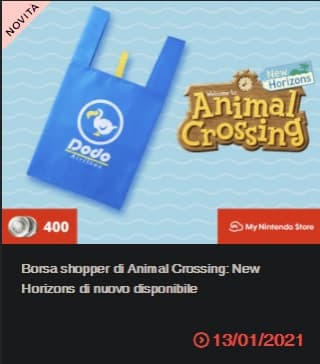 NOVITÀ
Dodo
Airlines
Welcome to
New
Horizons
Animal
Crossing
400
My Nintendo Store
Borsa shopper di Animal Crossing: New
Horizons di nuovo disponibile
13/01/2021